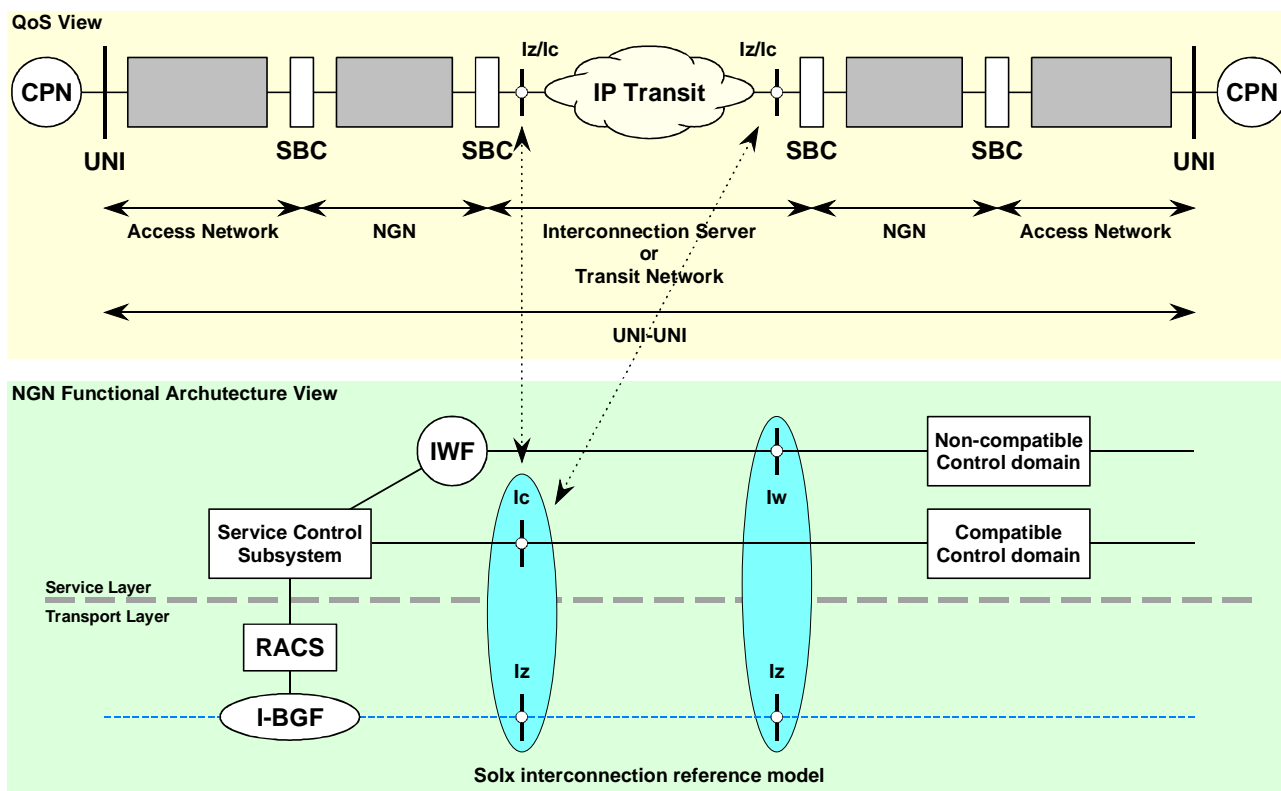 QoS View
Iz/Ic
Iz/Ic
CPN
IP Transit
CPN
UNI
SBC
SBC
SBC
SBC
UNI
Access Network
NGN
Interconnection Server
or
Transit Network
NGN
Access Network
UNI-UNI
NGN Functional Archutecture View
IWF
Non-compatible
Control domain
Ic
Iw
Service Control
Subsystem
Compatible
Control domain
Service Layer
Transport Layer
RACS
Iz
Iz
I-BGF
SoIx interconnection reference model